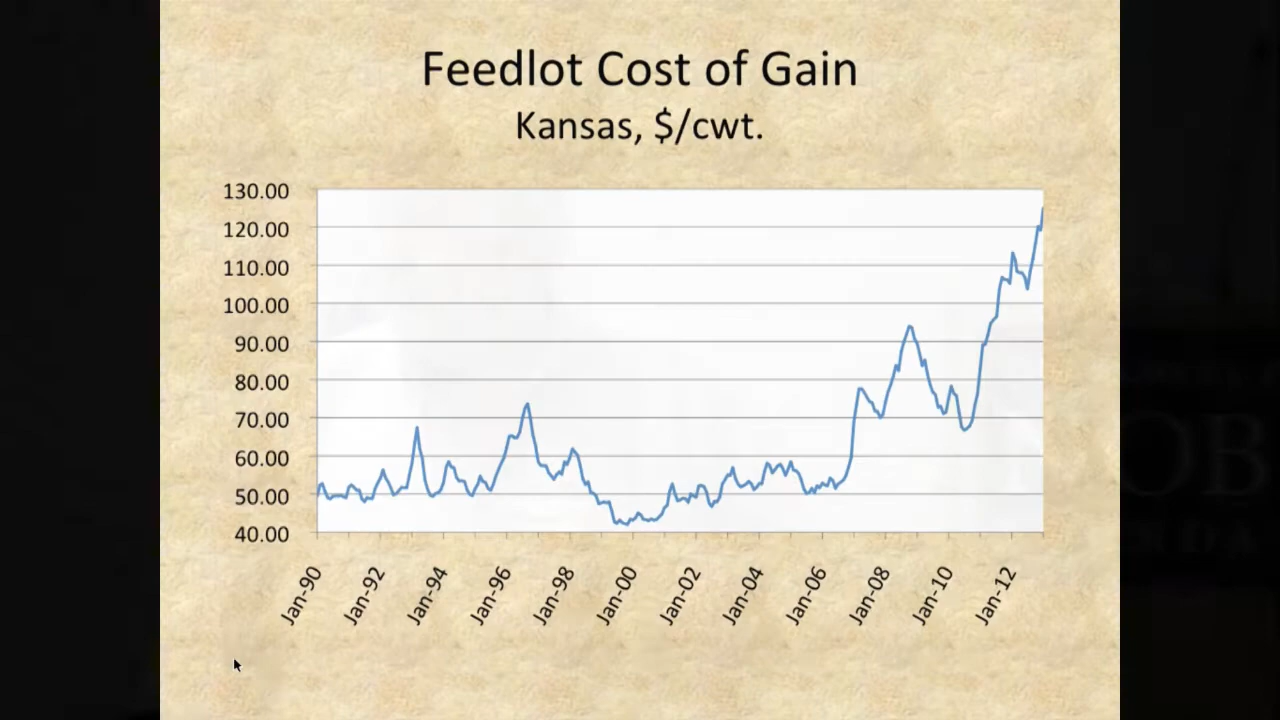 Feedlot Cost of Gain
Kansas, $/cwt.
130.00
120.00
110.00
100.00
90.00
80.00
70.00
60.00
50.00
40.00
Jan-90
Jan-92
Jan-94
Jan-96
Jan-98
Jan-00
Jan-02
Jan-04
Jan-06
Jan-08
Jan-10
Jan-12